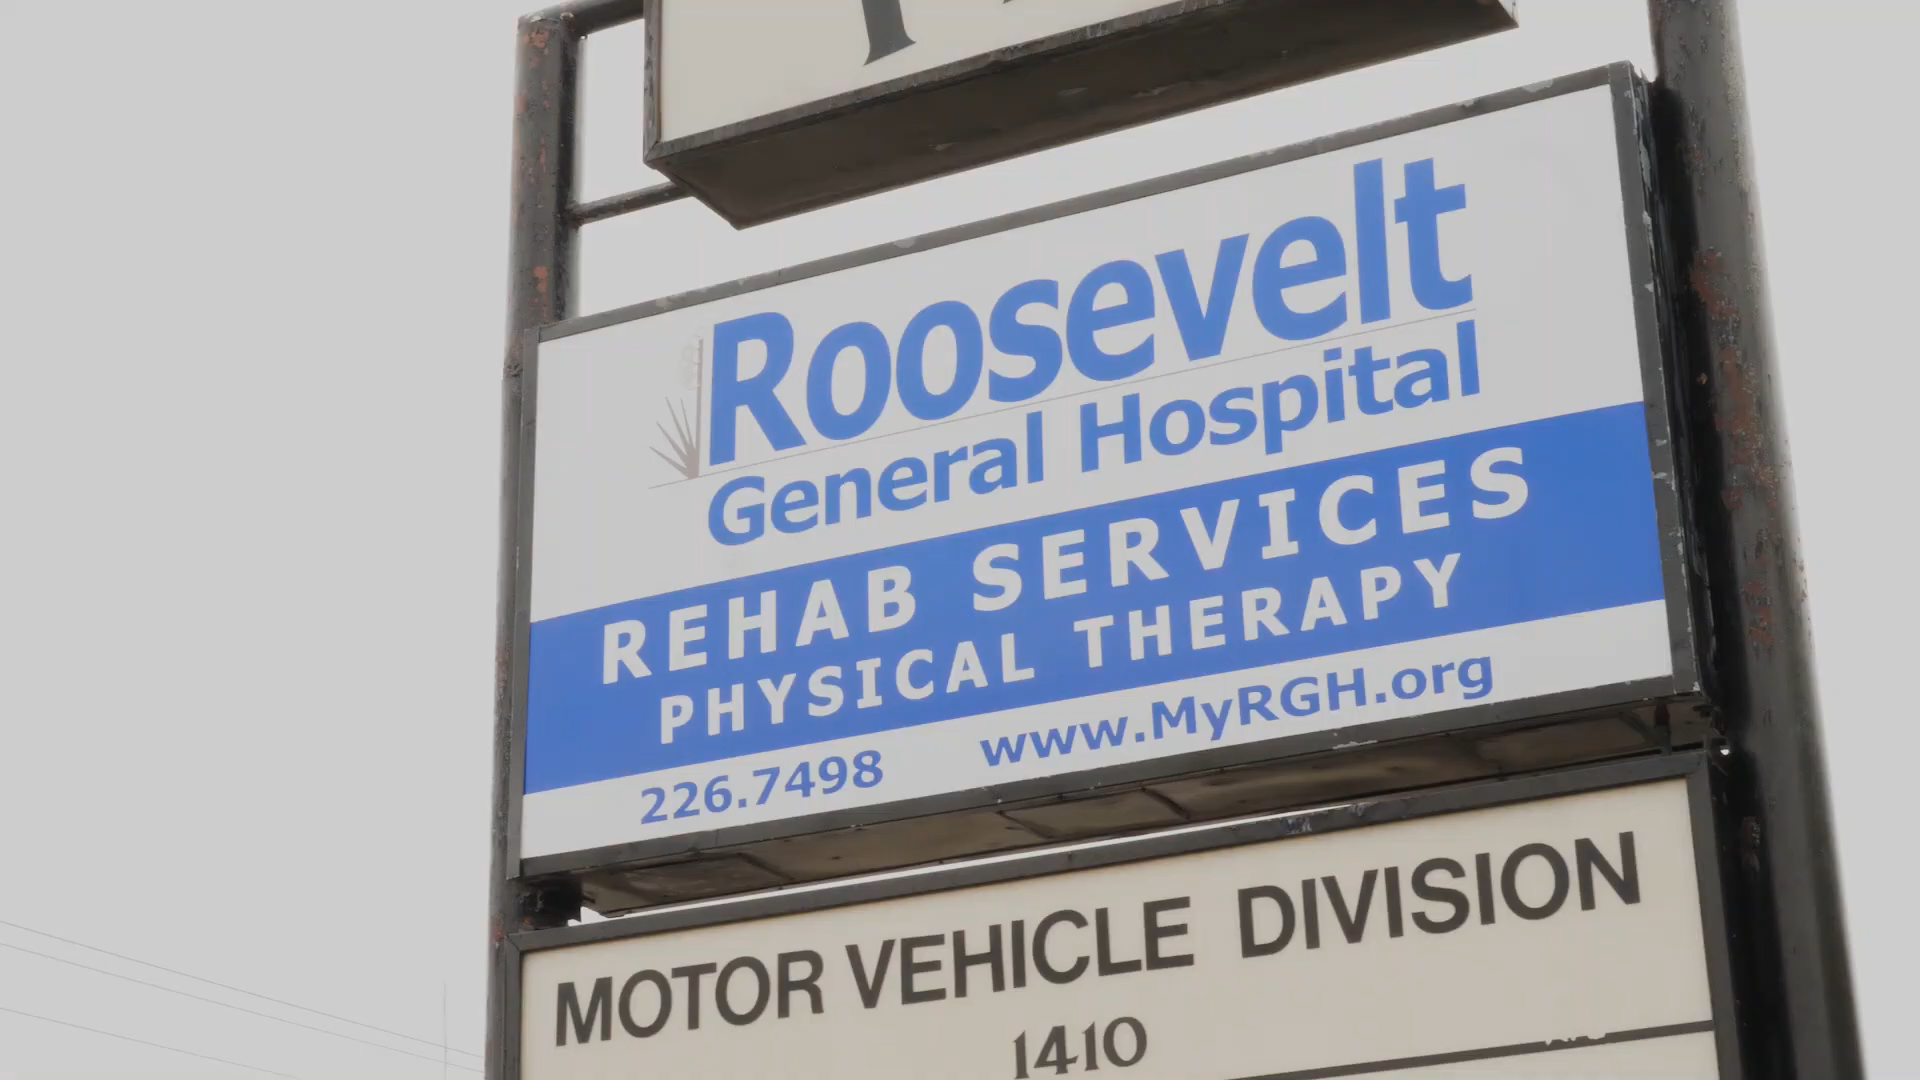 Roosevelt
General Hospital
REHAB SERVICES
PHYSICAL THERAPY
226.7498 www.MyRGH.org
MOTOR VEHICLE DIVISION
1410